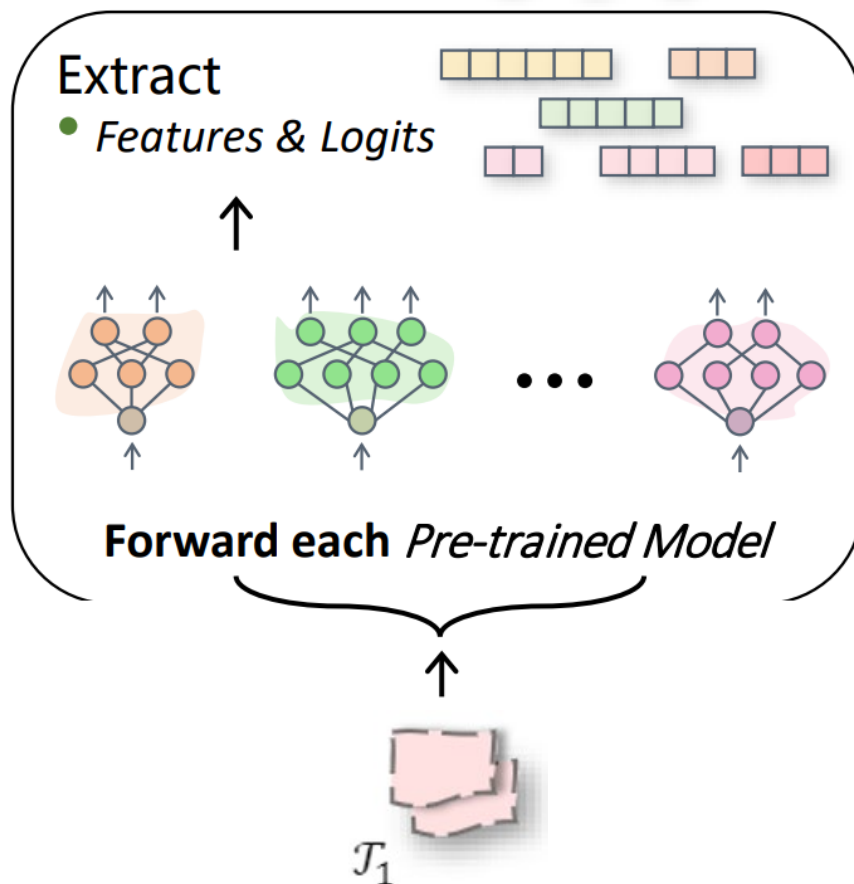 Extract
• Features & Logits
Forward each Pre-trained Model
𝒯₁